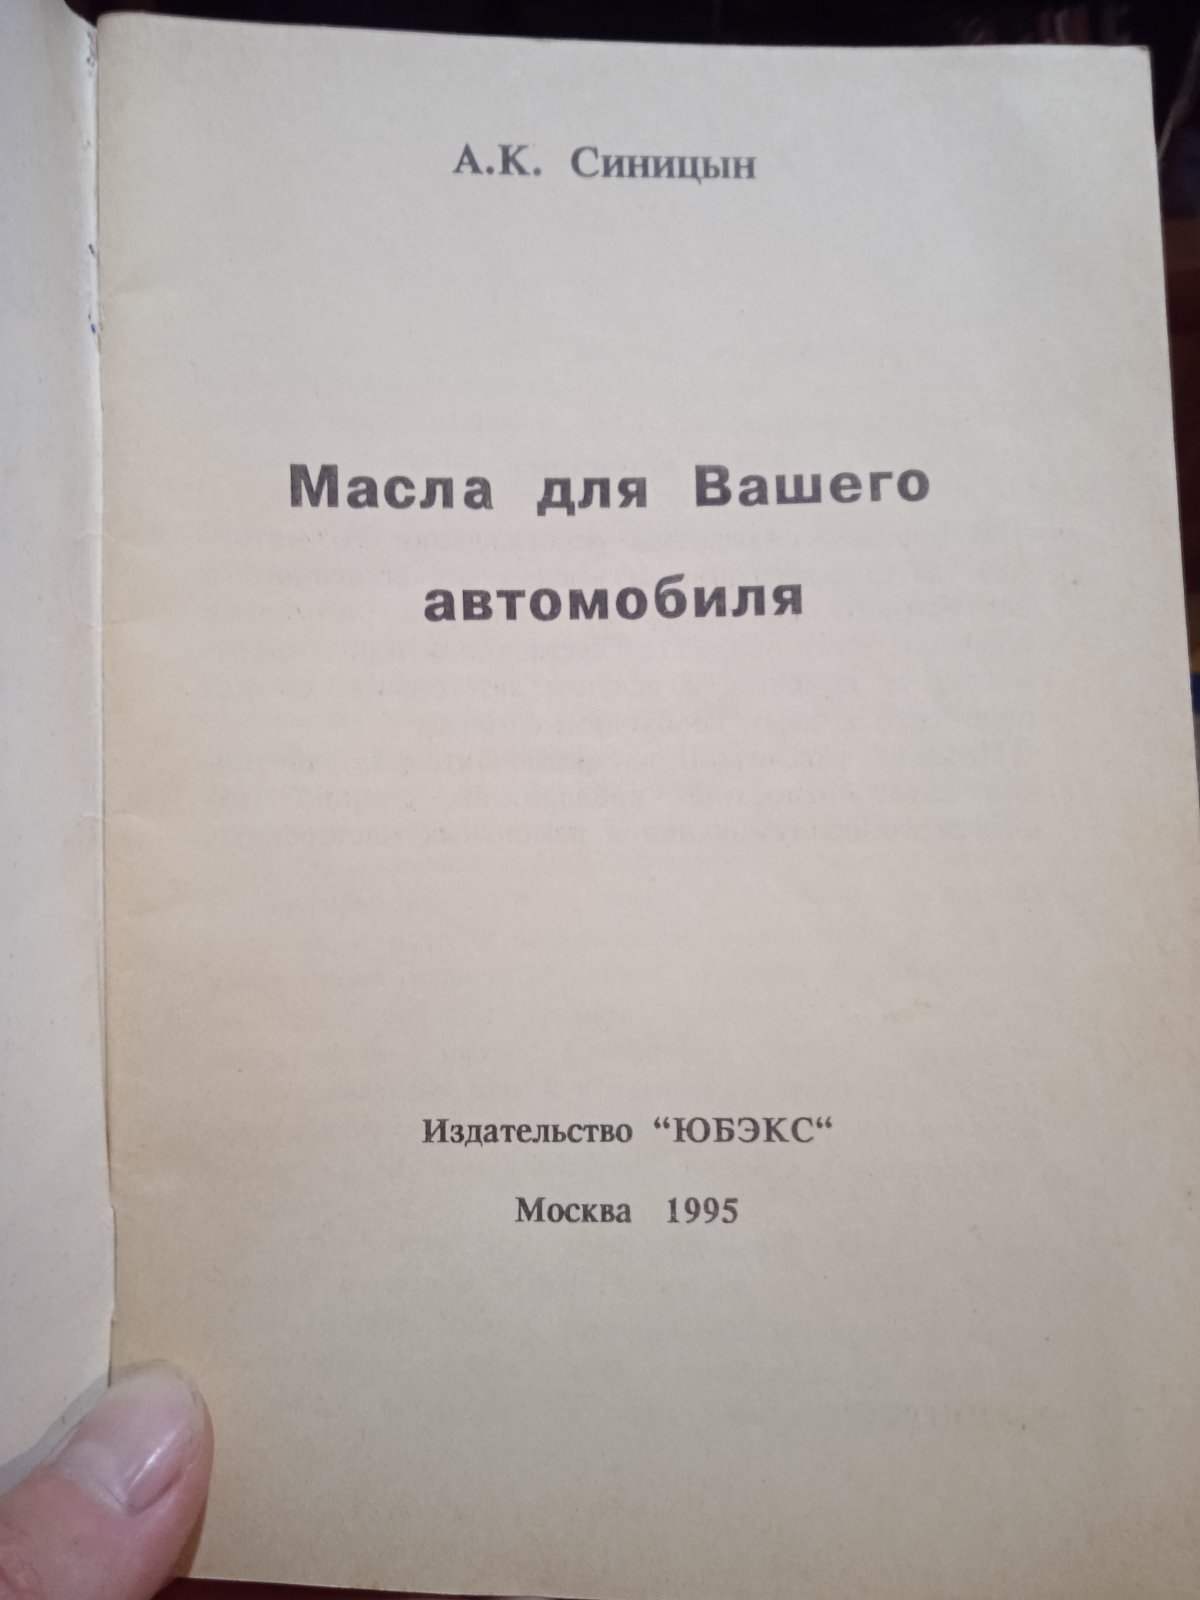 А.К. Синицын
Масла для Вашего
автомобиля
Издательство “ЮБЭКС“
Москва 1995